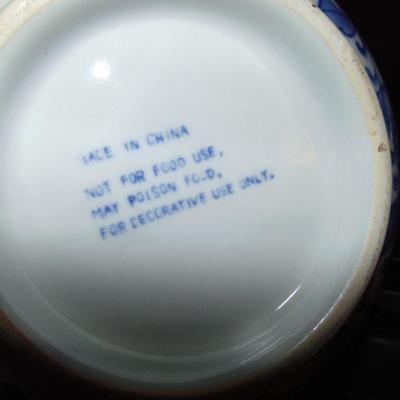 MADE IN CHINA
NOT FOR FOOD USE,
MAY POISON FOOD,
FOR DECORATIVE USE ONLY.